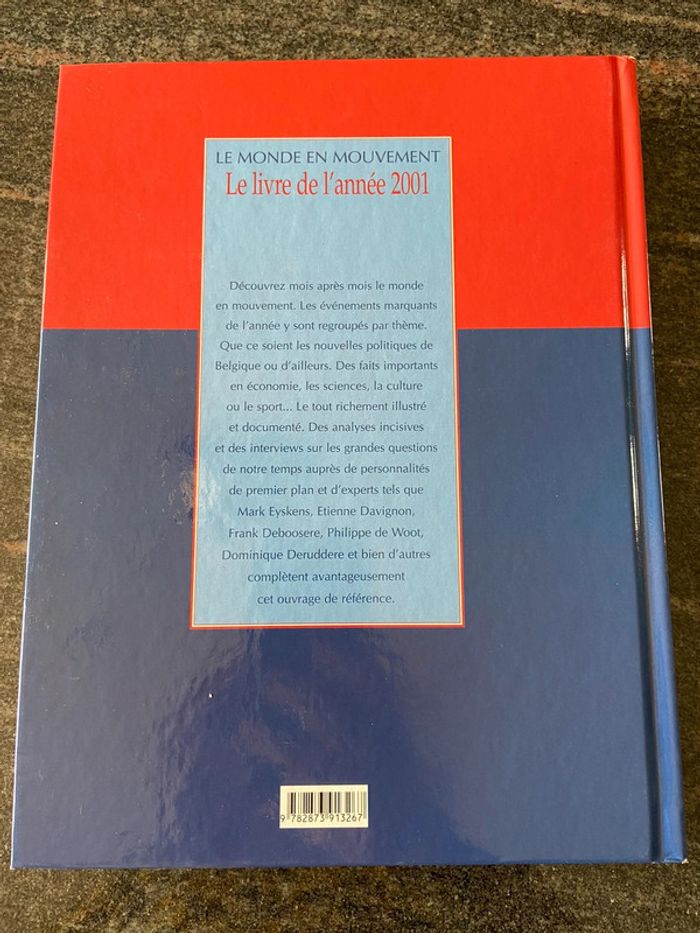 LE MONDE EN MOUVEMENT
Le livre de l'année 2001
Découvrez mois après mois le monde
en mouvement. Les événements marquants
de l'année y sont regroupés par thème.
Que ce soient les nouvelles politiques de
Belgique ou d'ailleurs. Des faits importants
en économie, les sciences, la culture
ou le sport... Le tout richement illustré
et documenté. Des analyses incisives
et des interviews sur les grandes questions
de notre temps auprès de personnalités
de premier plan et d'experts tels que
Mark Eyskens, Etienne Davignon,
Frank Deboosere, Philippe de Woot,
Dominique Deruddere et bien d'autres
complètent avantageusement
cet ouvrage de référence.
9 782873 913267